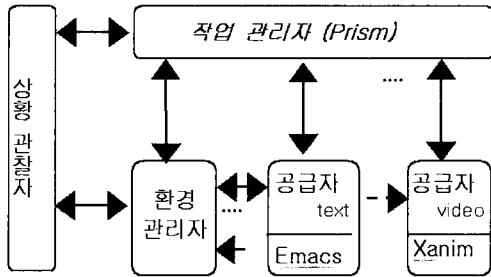 작업 관리자 (Prism)
상황 관찰자
....
....
환경
관리자
....
공급자
text
Emacs
공급자
video
Xanim